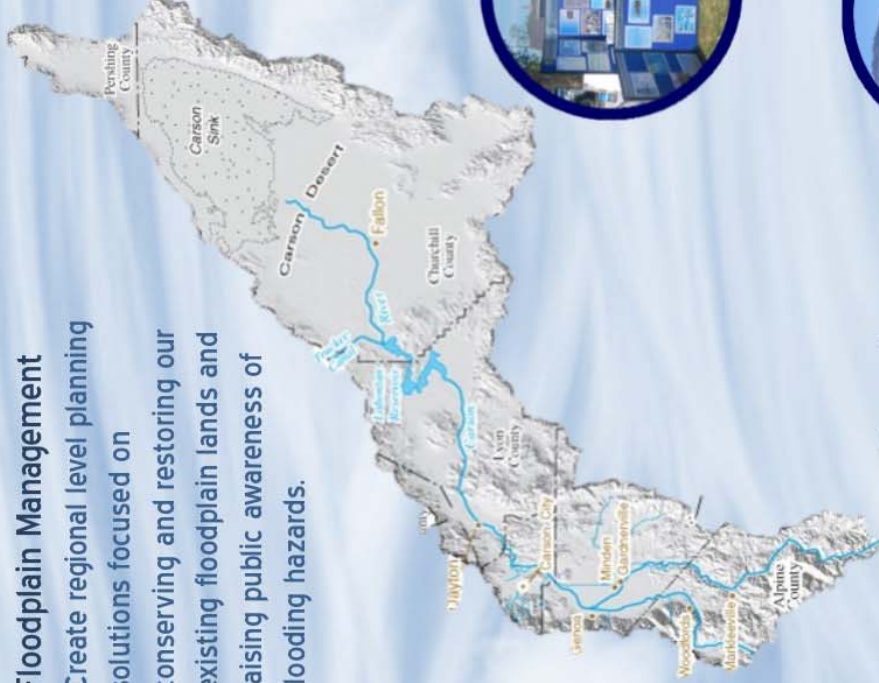 Floodplain Management
Create regional level planning
solutions focused on
conserving and restoring our
existing floodplain lands and
raising public awareness of
flooding hazards.
Pershing
County
Carson
Sink
Carson Desert
Fallon
Churchill
County
River
Truckee
Canal
Lahontan
Reservoir
Carson
Lyon
County
Dayton
Carson City
Minden
Gardnerville
Genoa
Woodfords
Markleeville
Alpine
County